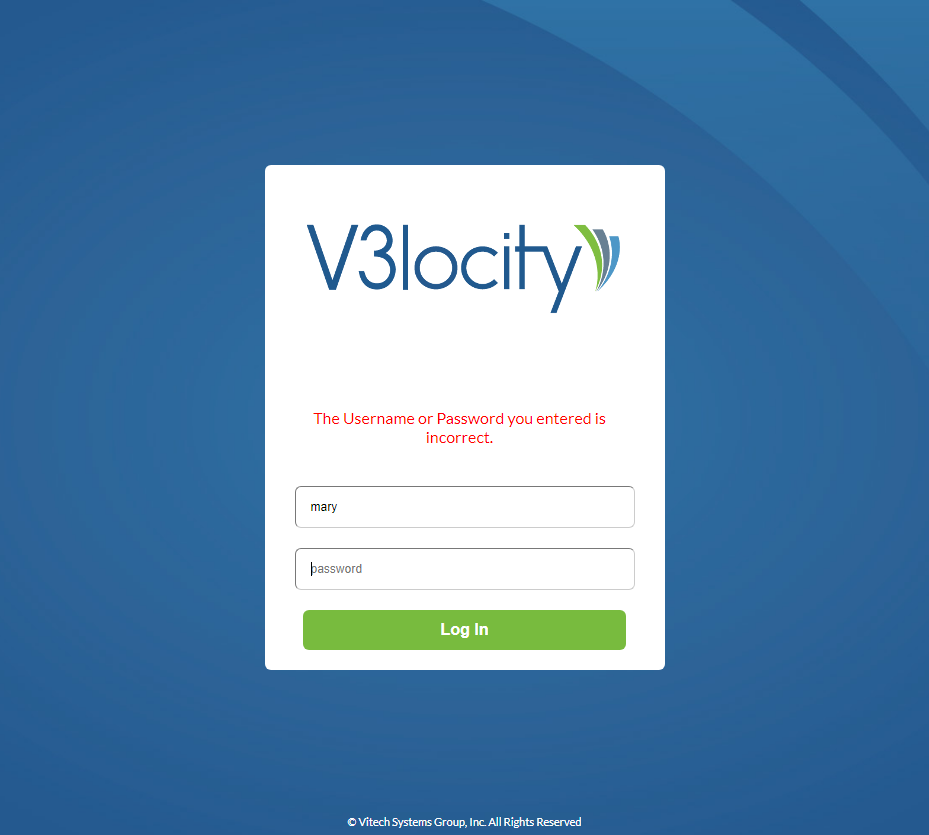 V3locity
The Username or Password you entered is
incorrect.
mary
password
Log In
© Vitech Systems Group, Inc. All Rights Reserved